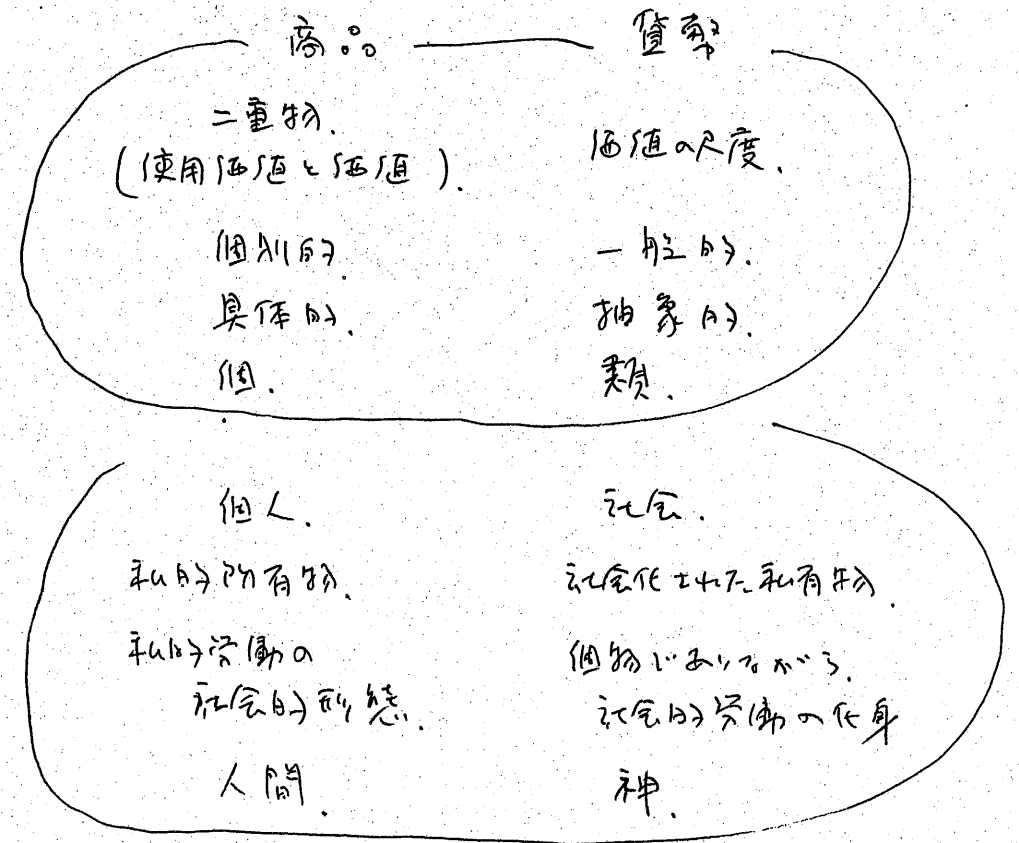 商品 貨幣
二重物.
(使用価値と価値).
価値の尺度.
個別的. 一般的.
具体的. 抽象的.
個. 類.
個人. 社会.
私的所有物. 社会化された私有物.
私的労働の
社会的形態.
個物でありながら、
社会的労働の化身
人間. 神.